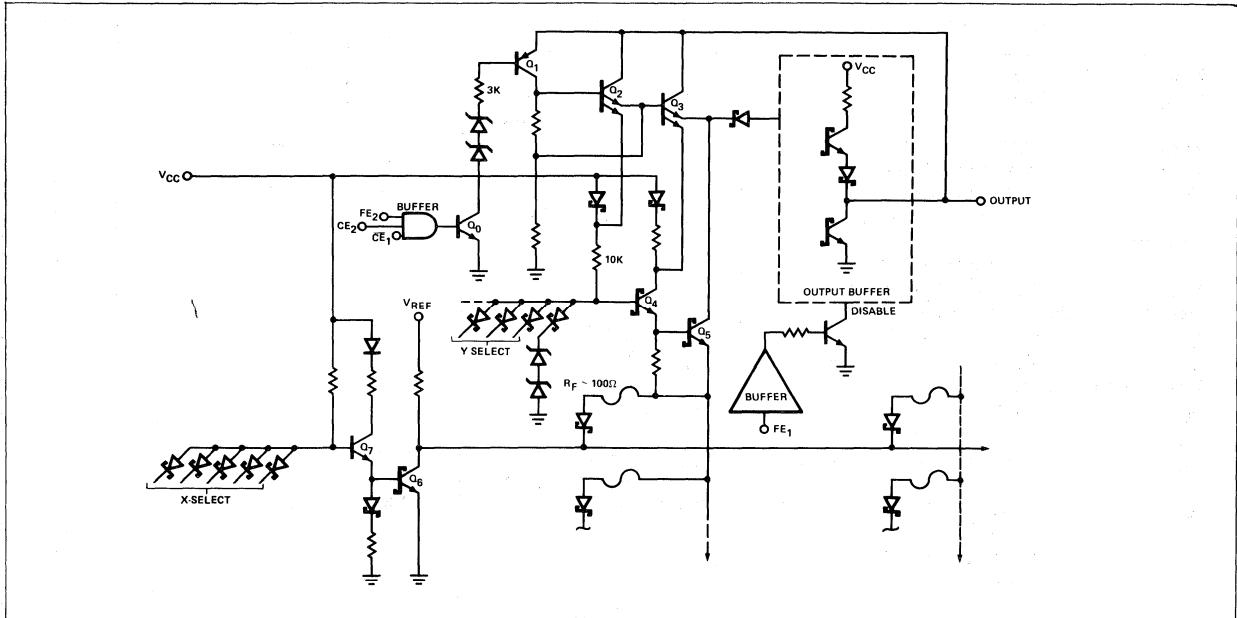 VCC
Q1
3K
Q2
Q3
VCC
BUFFER
FE2
CE2
CE1
Q0
10K
OUTPUT
OUTPUT BUFFER
DISABLE
VREF
Q4
Y SELECT
Q5
RF ~ 100Ω
BUFFER
FE1
Q7
Q6
X-SELECT